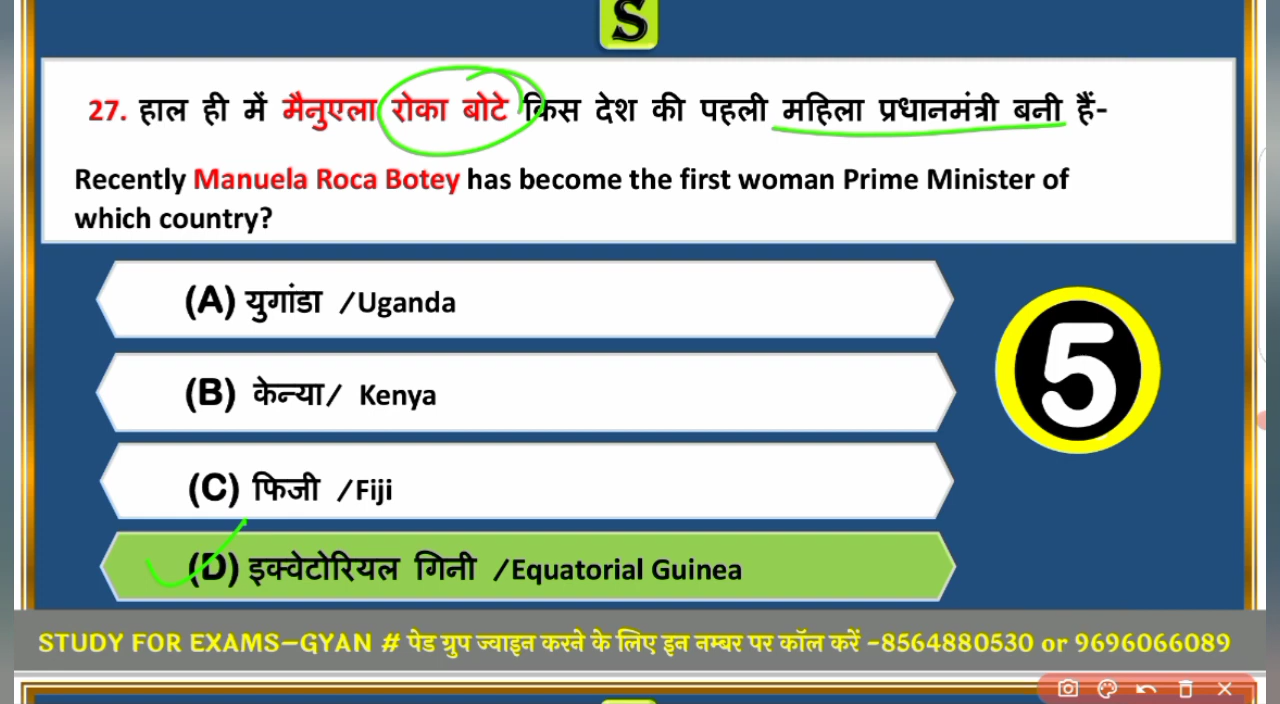 S
27. हाल ही में मैनुएला रोका बोटे किस देश की पहली महिला प्रधानमंत्री बनी हैं-
Recently Manuela Roca Botey has become the first woman Prime Minister of
which country?
(A) युगांडा /Uganda
(B) केन्या/ Kenya
(C) फिजी /Fiji
(D) इक्वेटोरियल गिनी /Equatorial Guinea
5
STUDY FOR EXAMS-GYAN # पेड ग्रुप ज्वाइन करने के लिए इन नम्बर पर कॉल करें -8564880530 or 9696066089